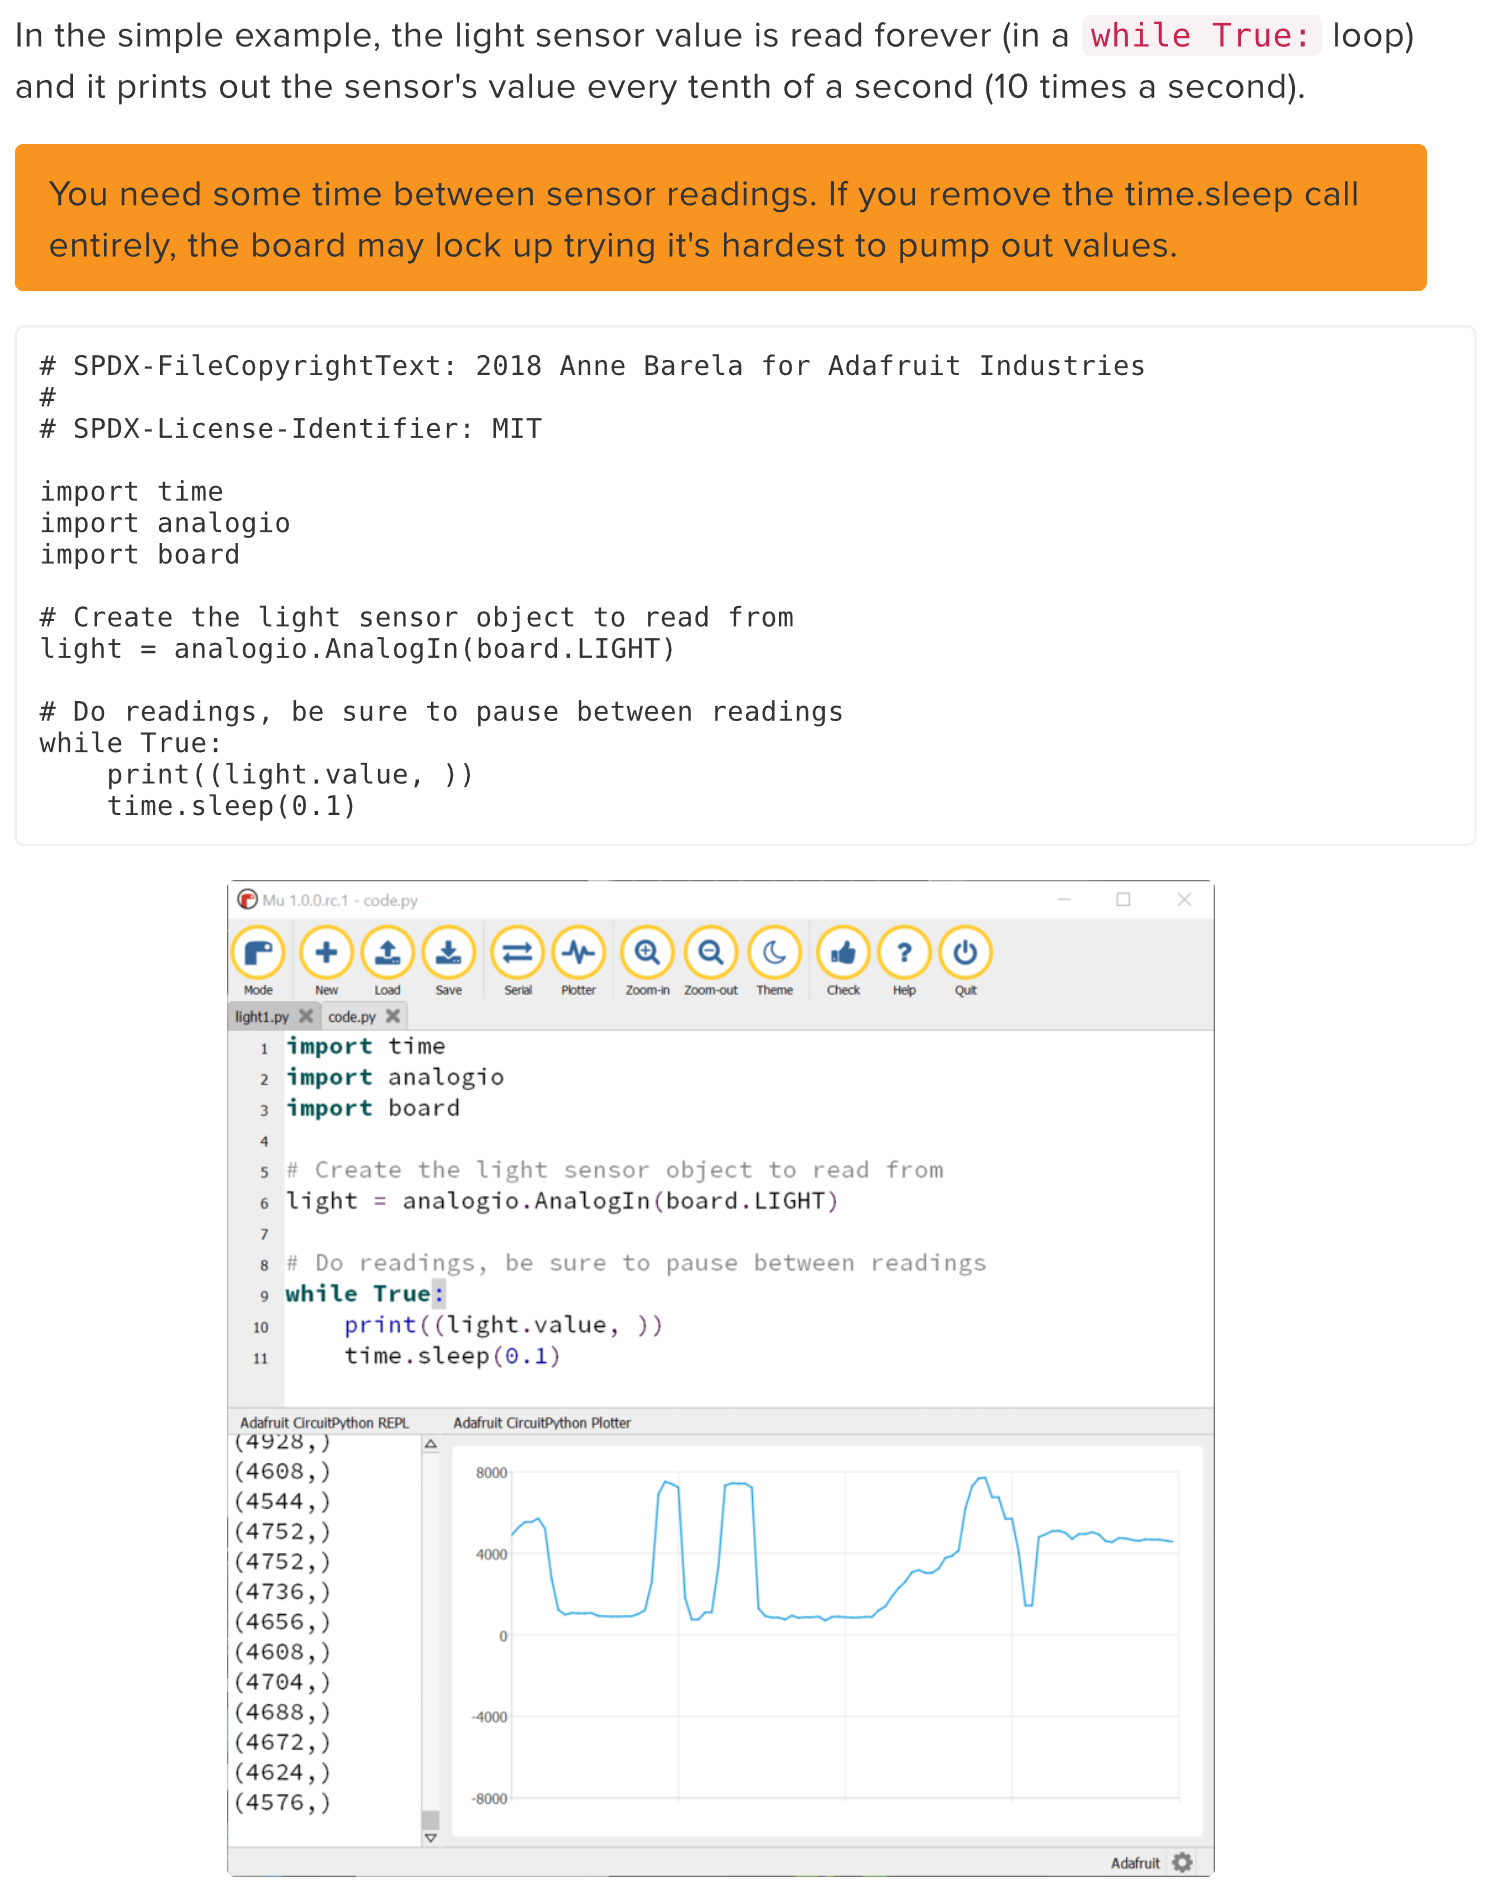 In the simple example, the light sensor value is read forever (in a while True: loop)
and it prints out the sensor's value every tenth of a second (10 times a second).
You need some time between sensor readings. If you remove the time.sleep call
entirely, the board may lock up trying it's hardest to pump out values.
# SPDX-FileCopyrightText: 2018 Anne Barela for Adafruit Industries
#
# SPDX-License-Identifier: MIT
import time
import analogio
import board
# Create the light sensor object to read from
light = analogio.AnalogIn(board.LIGHT)
# Do readings, be sure to pause between readings
while True:
    print((light.value, ))
    time.sleep(0.1)
Mu 1.0.0.rc.1 - code.py
Mode New Load Save Serial Plotter Zoom-in Zoom-out Theme Check Help Quit
light1.py code.py
1 import time
2 import analogio
3 import board
4
5 # Create the light sensor object to read from
6 light = analogio.AnalogIn(board.LIGHT)
7
8 # Do readings, be sure to pause between readings
9 while True:
10     print((light.value, ))
11     time.sleep(0.1)
Adafruit CircuitPython REPL
(4928,)
(4608,)
(4544,)
(4752,)
(4752,)
(4736,)
(4656,)
(4608,)
(4704,)
(4688,)
(4672,)
(4624,)
(4576,)
Adafruit CircuitPython Plotter
8000
4000
0
-4000
-8000
Adafruit